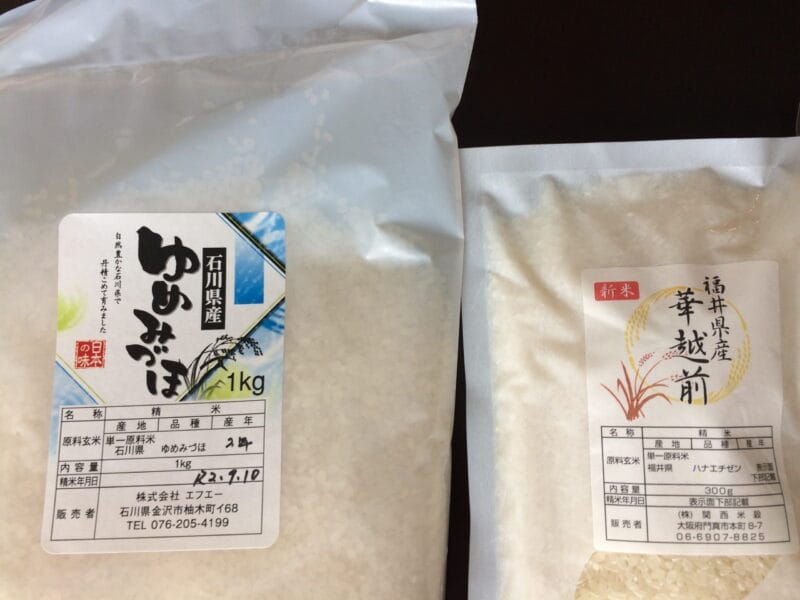 石川県産
ゆめみづほ
自然豊かな石川県で
丹精こめて育みました
日本の味
1kg
名称 精米
原料玄米 産地 品種 産年
単一原料米
石川県 ゆめみづほ 2年
内容量 1kg
精米年月日 R2.9.10
販売者 株式会社 エフエー
石川県金沢市柚木町イ68
TEL 076-205-4199
新米
福井県産
華越前
名称 精米
原料玄米 産地 品種 産年
単一原料米
福井県 ハナエチゼン 表示面
下部記載
内容量 300g
精米年月日 表示面下部記載
販売者 (株)関西米穀
大阪府門真市本町8-7
06-6907-8825